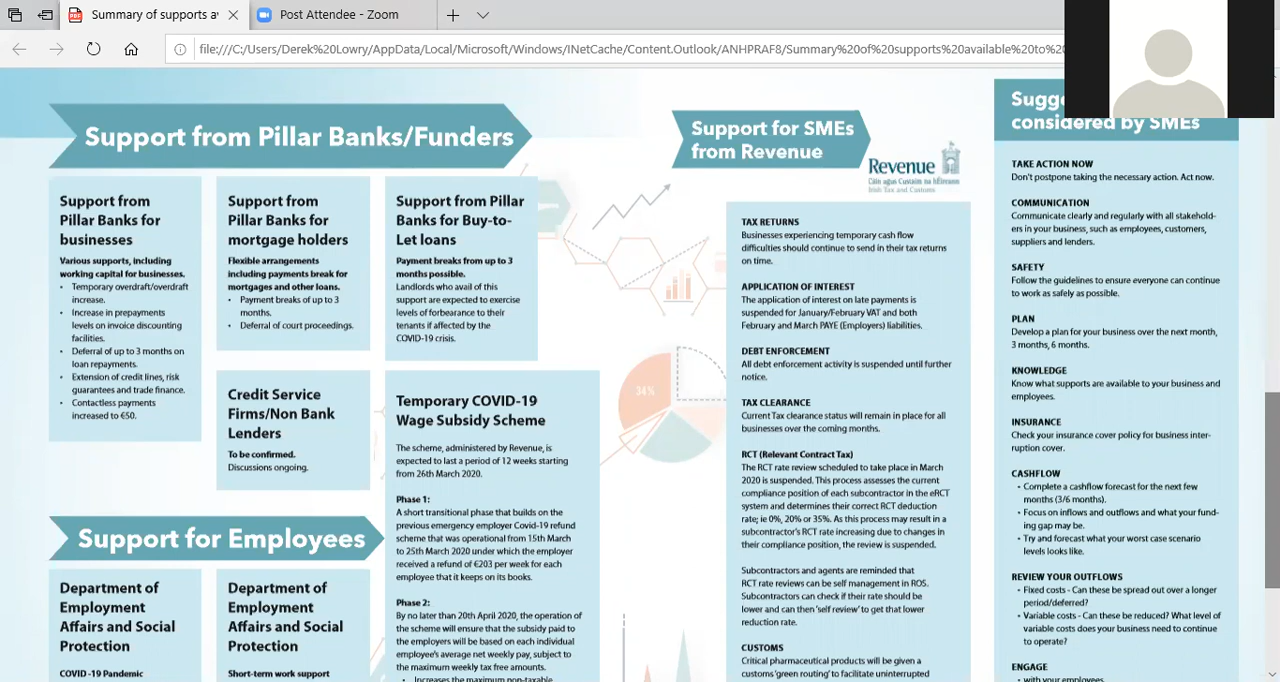 Summary of supports av
Post Attendee - Zoom
file:///C:/Users/Derek%20Lowry/AppData/Local/Microsoft/Windows/INetCache/Content.Outlook/ANHPRAF8/Summary%20of%20supports%20available%20to%20
Support from Pillar Banks/Funders
Support from
Pillar Banks for
businesses
Various supports, including
working capital for businesses.
• Temporary overdraft/overdraft
increase.
• Increase in prepayments
levels on invoice discounting
facilities.
• Deferral of up to 3 months on
loan repayments.
• Extension of credit lines, risk
guarantees and trade finance.
• Contactless payments
increased to €50.
Support from
Pillar Banks for
mortgage holders
Flexible arrangements
including payments break for
mortgages and other loans.
• Payment breaks of up to 3
months.
• Deferral of court proceedings.
Support from Pillar
Banks for Buy-to-
Let loans
Payment breaks from up to 3
months possible.
Landlords who avail of this
support are expected to exercise
levels of forbearance to their
tenants if affected by the
COVID-19 crisis.
Credit Service
Firms/Non Bank
Lenders
To be confirmed.
Discussions ongoing.
Temporary COVID-19
Wage Subsidy Scheme
The scheme, administered by Revenue, is
expected to last a period of 12 weeks starting
from 26th March 2020.
Phase 1:
A short transitional phase that builds on the
previous emergency employer Covid-19 refund
scheme that was operational from 15th March
to 25th March 2020 under which the employer
received a refund of €203 per week for each
employee that it keeps on its books.
Phase 2:
By no later than 20th April 2020, the operation of
the scheme will ensure that the subsidy paid to
the employers will be based on each individual
employee's average net weekly pay, subject to
the maximum weekly tax free amounts.
• Increases the maximum non-taxable
Support for Employees
Department of
Employment
Affairs and Social
Protection
COVID -19 Pandemic
Department of
Employment
Affairs and Social
Protection
Short-term work support
34%
Support for SMEs
from Revenue
Revenue
Cáin agus Custaim na hÉireann
Irish Tax and Customs
TAX RETURNS
Businesses experiencing temporary cash flow
difficulties should continue to send in their tax returns
on time.
APPLICATION OF INTEREST
The application of interest on late payments is
suspended for January/February VAT and both
February and March PAYE (Employers) liabilities.
DEBT ENFORCEMENT
All debt enforcement activity is suspended until further
notice.
TAX CLEARANCE
Current Tax clearance status will remain in place for all
businesses over the coming months.
RCT (Relevant Contract Tax)
The RCT rate review scheduled to take place in March
2020 is suspended. This process assesses the current
compliance position of each subcontractor in the eRCT
system and determines their correct RCT deduction
rate; ie 0%, 20% or 35%. As this process may result in a
subcontractor's RCT rate increasing due to changes in
their compliance position, the review is suspended.
Subcontractors and agents are reminded that
RCT rate reviews can be self management in ROS.
Subcontractors can check if their rate should be
lower and can then 'self review' to get that lower
reduction rate.
CUSTOMS
Critical pharmaceutical products will be given a
customs 'green routing' to facilitate uninterrupted
considered by SMEs
TAKE ACTION NOW
Don't postpone taking the necessary action. Act now.
COMMUNICATION
Communicate clearly and regularly with all stakehold-
ers in your business, such as employees, customers,
suppliers and lenders.
SAFETY
Follow the guidelines to ensure everyone can continue
to work as safely as possible.
PLAN
Develop a plan for your business over the next month,
3 months, 6 months.
KNOWLEDGE
Know what supports are available to your business and
employees.
INSURANCE
Check your insurance cover policy for business inter-
ruption cover.
CASHFLOW
• Complete a cashflow forecast for the next few
months (3/6 months).
• Focus on inflows and outflows and what your fund-
ing gap may be.
• Try and forecast what your worst case scenario
levels looks like.
REVIEW YOUR OUTFLOWS
• Fixed costs - Can these be spread out over a longer
period/deferred?
• Variable costs - Can these be reduced? What level of
variable costs does your business need to continue
to operate?
ENGAGE
• with your employees